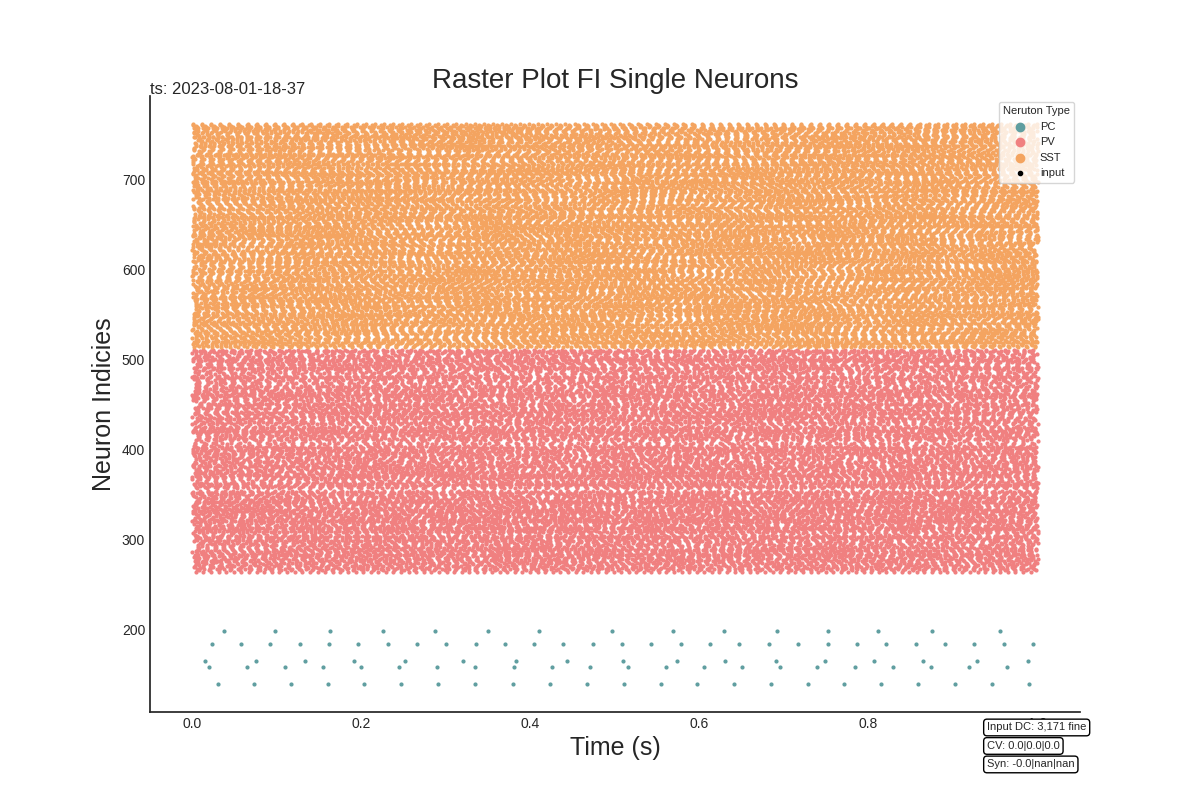 Raster Plot FI Single Neurons
ts: 2023-08-01-18-37
Neruton Type
PC
PV
SST
input
700
600
500
400
300
200
Neuron Indicies
0.0 0.2 0.4 0.6 0.8
Time (s)
Input DC: 3,171 fine
CV: 0.0|0.0|0.0
Syn: -0.0|nan|nan